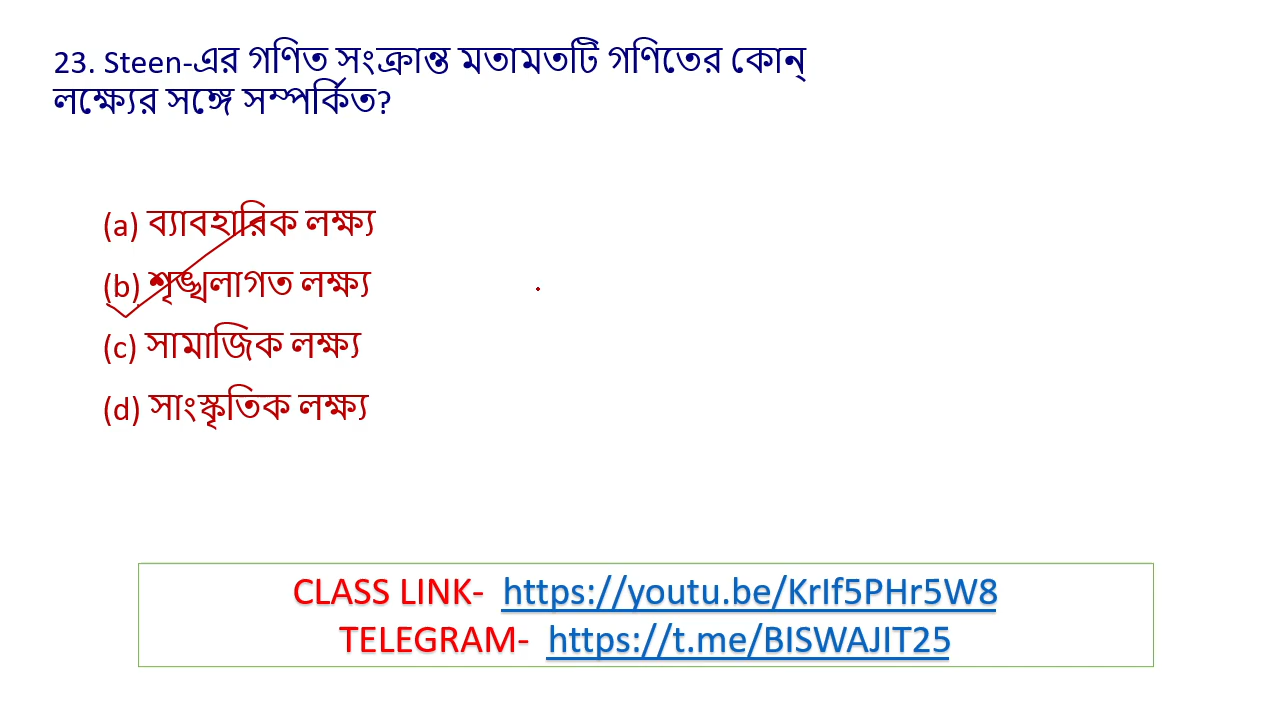 23. Steen-এর গণিত সংক্রান্ত মতামতটি গণিতের কোন্
লক্ষ্যের সঙ্গে সম্পর্কিত?
(a) ব্যাবহারিক লক্ষ্য
(b) শৃঙ্খলাগত লক্ষ্য
(c) সামাজিক লক্ষ্য
(d) সাংস্কৃতিক লক্ষ্য
CLASS LINK- https://youtu.be/KrIf5PHr5W8
TELEGRAM- https://t.me/BISWAJIT25